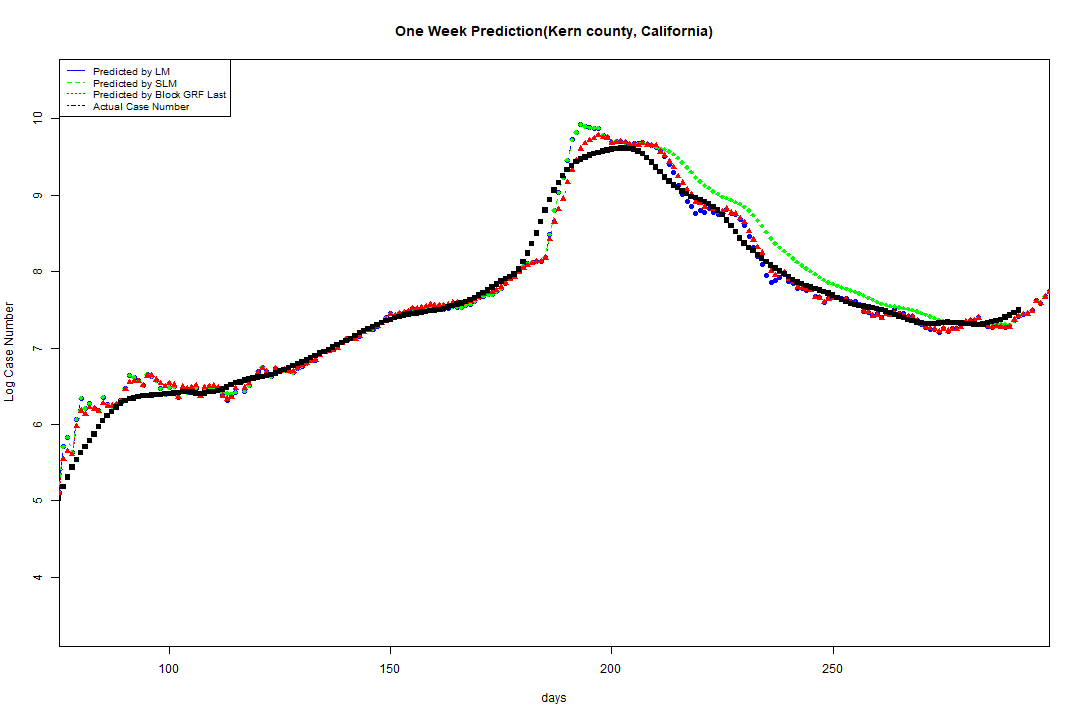 One Week Prediction(Kern county, California)
Predicted by LM
Predicted by SLM
Predicted by Block GRF Last
Actual Case Number
10
9
8
7
6
5
4
Log Case Number
100 150 200 250
days